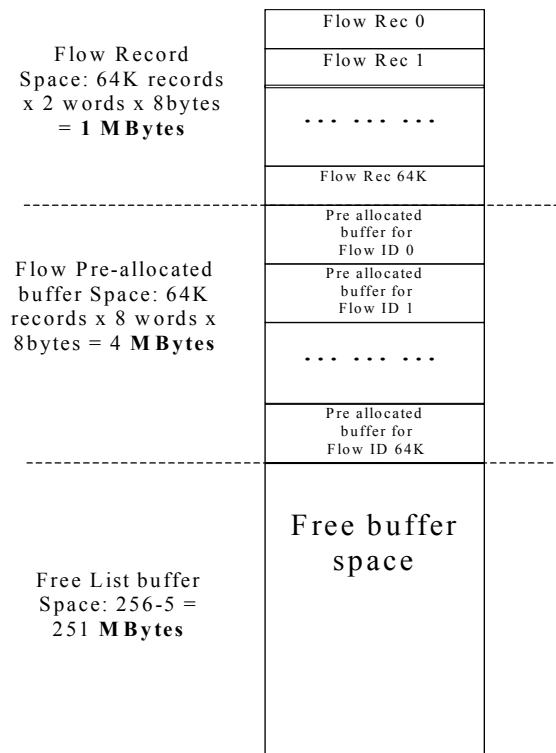 Flow Rec 0
Flow Record
Space: 64K records
x 2 words x 8bytes
= 1 MBytes
Flow Rec 1
... ... ...
Flow Rec 64K
Pre allocated
buffer for
Flow ID 0
Flow Pre-allocated
buffer Space: 64K
records x 8 words x
8bytes = 4 MBytes
Pre allocated
buffer for
Flow ID 1
... ... ...
Pre allocated
buffer for
Flow ID 64K
Free buffer
space
Free List buffer
Space: 256-5 =
251 MBytes